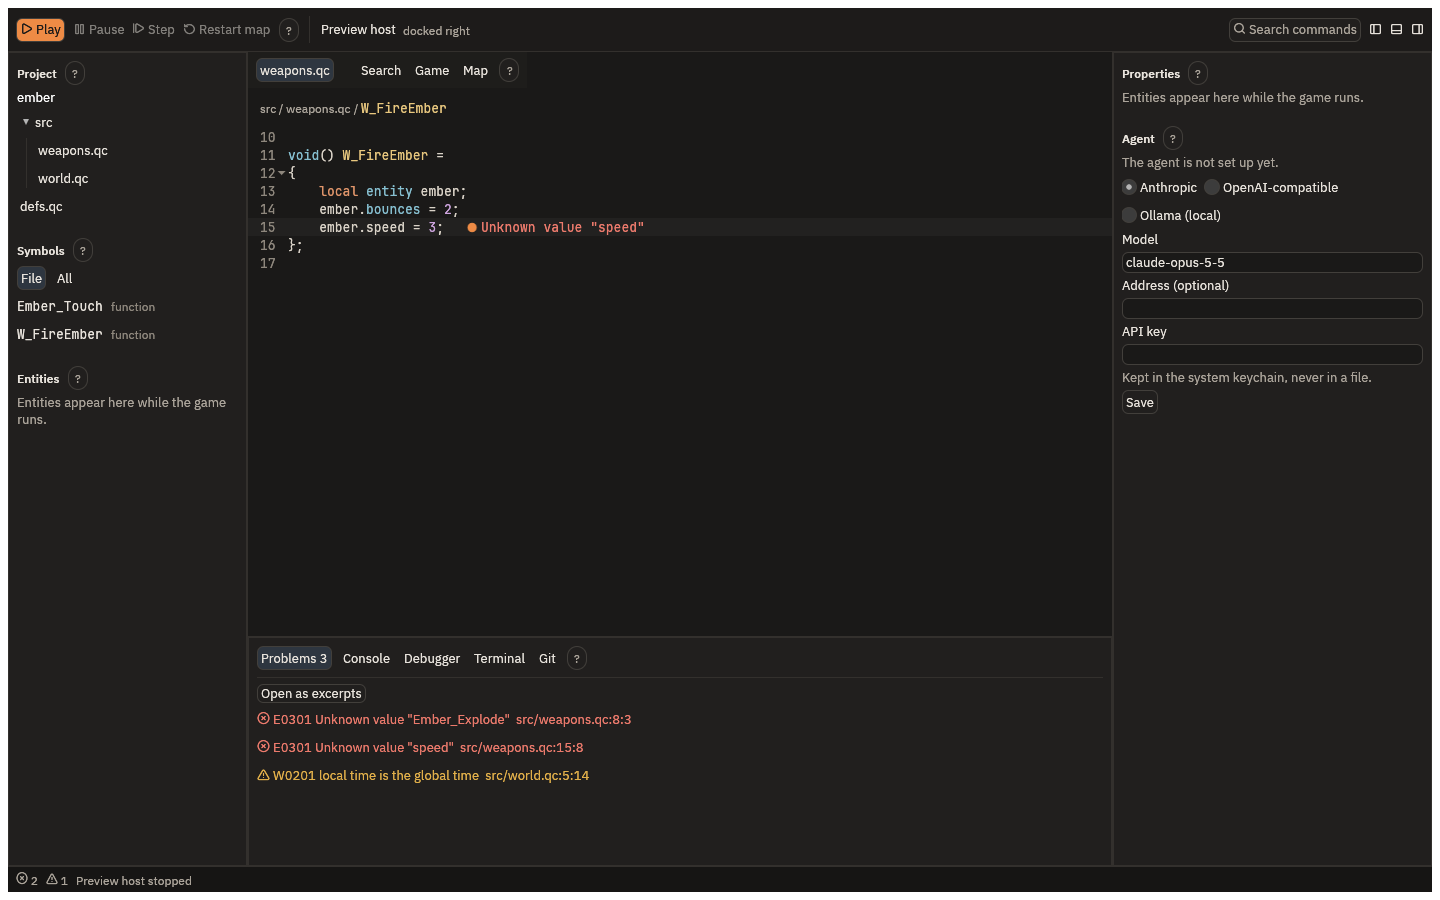 Play Pause Step Restart map ? Preview host docked right Search commands
Project ?
ember
src
weapons.qc
world.qc
defs.qc
Symbols ?
File All
Ember_Touch function
W_FireEmber function
Entities ?
Entities appear here while the game
runs.
weapons.qc Search Game Map ?
src / weapons.qc / W_FireEmber
10
11 void() W_FireEmber =
12 {
13 local entity ember;
14 ember.bounces = 2;
15 ember.speed = 3; Unknown value "speed"
16 };
17
Problems 3 Console Debugger Terminal Git ?
Open as excerpts
E0301 Unknown value "Ember_Explode" src/weapons.qc:8:3
E0301 Unknown value "speed" src/weapons.qc:15:8
W0201 local time is the global time src/world.qc:5:14
Properties ?
Entities appear here while the game runs.
Agent ?
The agent is not set up yet.
Anthropic OpenAI-compatible
Ollama (local)
Model
claude-opus-5-5
Address (optional)
API key
Kept in the system keychain, never in a file.
Save
2 1 Preview host stopped